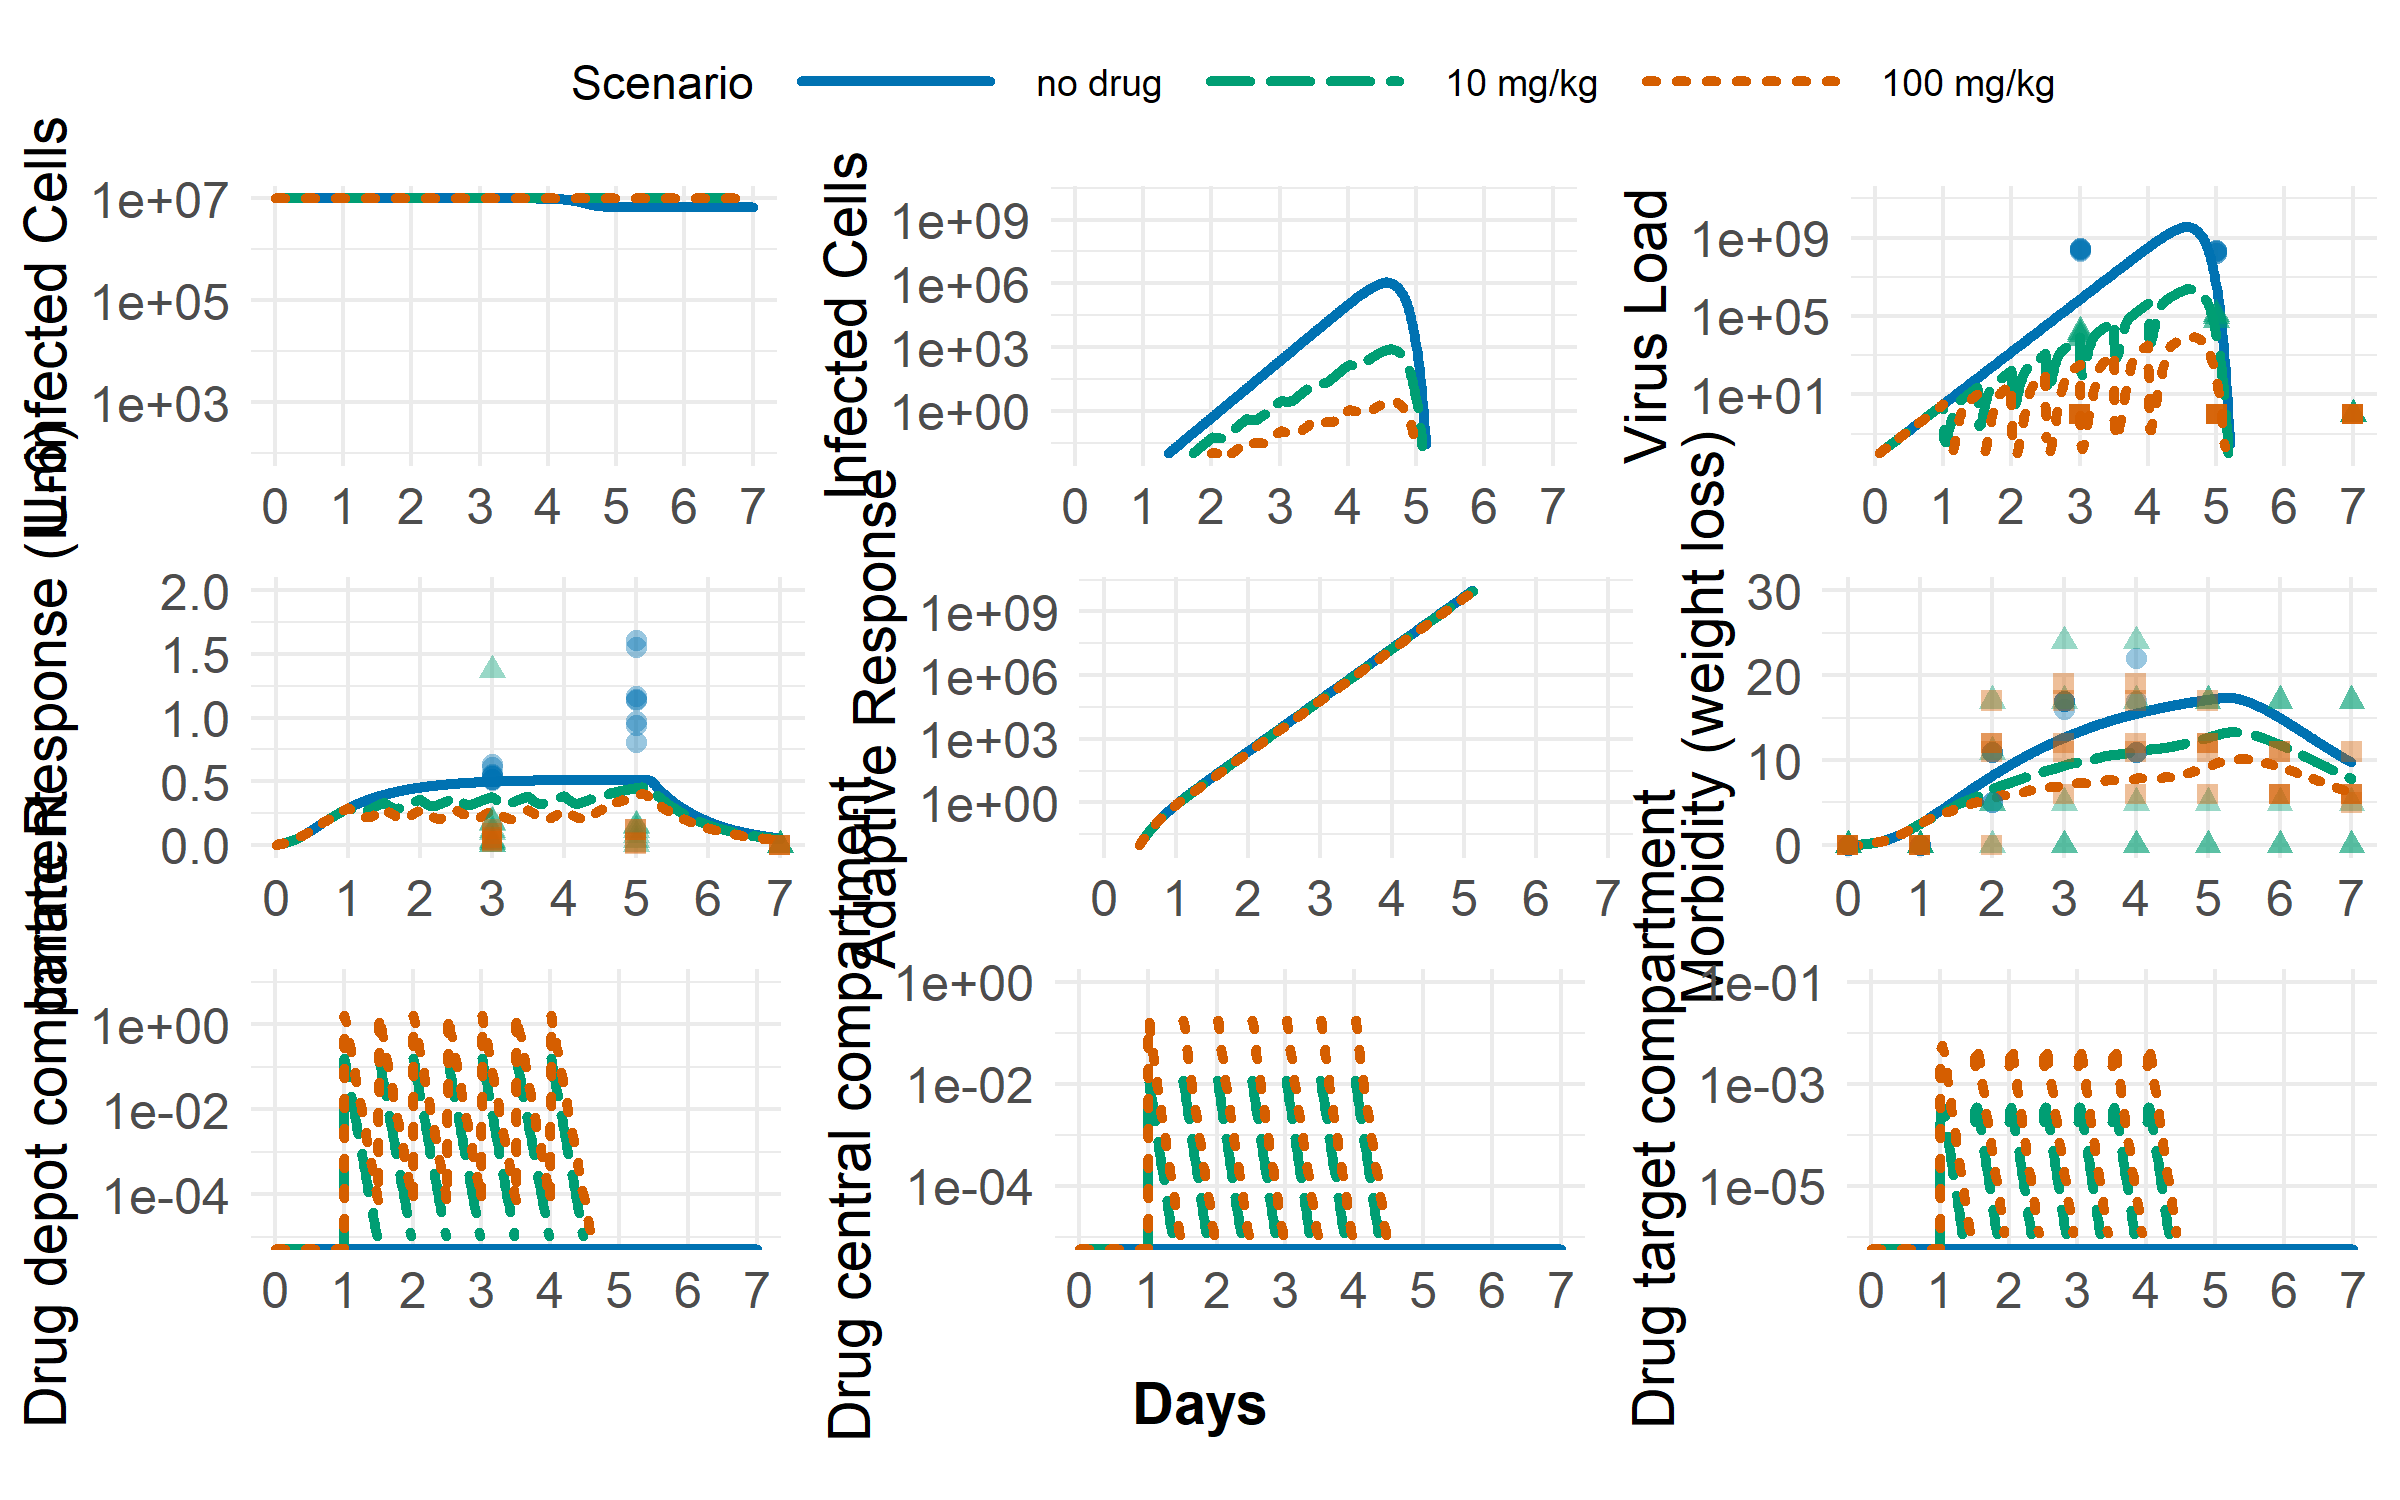 Scenario no drug 10 mg/kg 100 mg/kg
Uninfected Cells
1e+07
1e+05
1e+03
0 1 2 3 4 5 6 7
Infected Cells
1e+09
1e+06
1e+03
1e+00
0 1 2 3 4 5 6 7
Virus Load
1e+09
1e+05
1e+01
0 1 2 3 4 5 6 7
Innate Response (IL-6)
2.0
1.5
1.0
0.5
0.0
0 1 2 3 4 5 6 7
Adaptive Response
1e+09
1e+06
1e+03
1e+00
0 1 2 3 4 5 6 7
Morbidity (weight loss)
30
20
10
0
0 1 2 3 4 5 6 7
Drug depot compartment
1e+00
1e-02
1e-04
0 1 2 3 4 5 6 7
Drug central compartment
1e+00
1e-02
1e-04
0 1 2 3 4 5 6 7
Drug target compartment
1e-01
1e-03
1e-05
0 1 2 3 4 5 6 7
Days